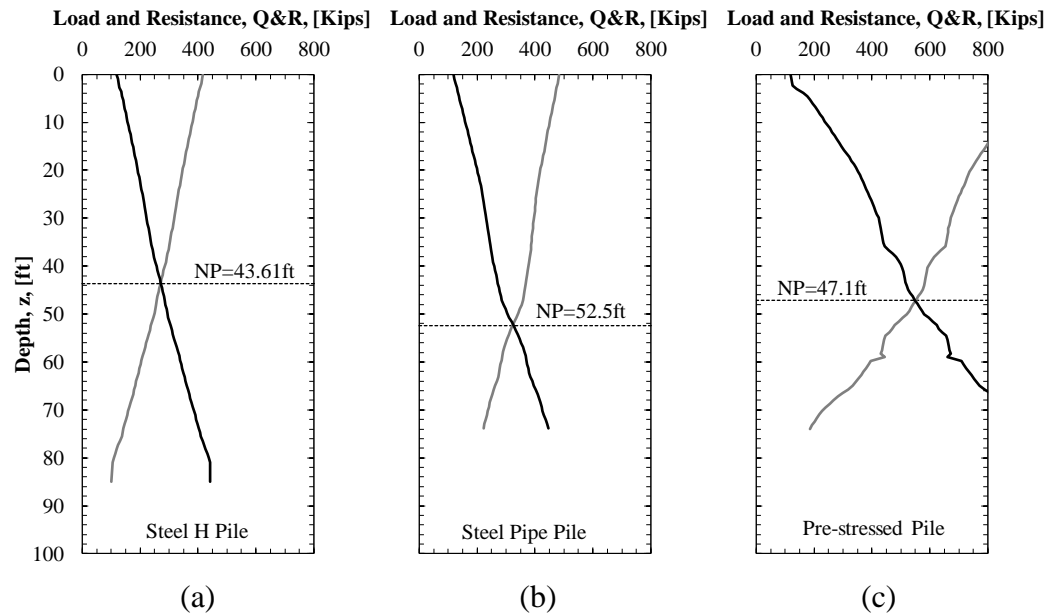 Load and Resistance, Q&R, [Kips]
0 200 400 600 800
Depth, z, [ft]
0
10
20
30
40
50
60
70
80
90
100
NP=43.61ft
Steel H Pile
(a)
Load and Resistance, Q&R, [Kips]
0 200 400 600 800
NP=52.5ft
Steel Pipe Pile
(b)
Load and Resistance, Q&R, [Kips]
0 200 400 600 800
NP=47.1ft
Pre-stressed Pile
(c)